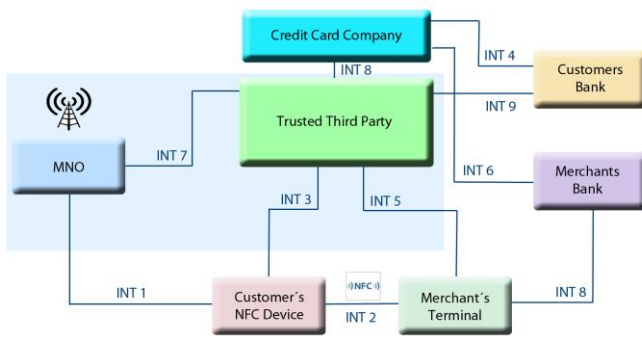 Credit Card Company
INT 4
INT 8
Customers
Bank
Trusted Third Party
INT 9
INT 7
MNO
INT 6
Merchants
Bank
INT 3
INT 5
INT 1
Customer´s
NFC Device
NFC
INT 2
Merchant´s
Terminal
INT 8